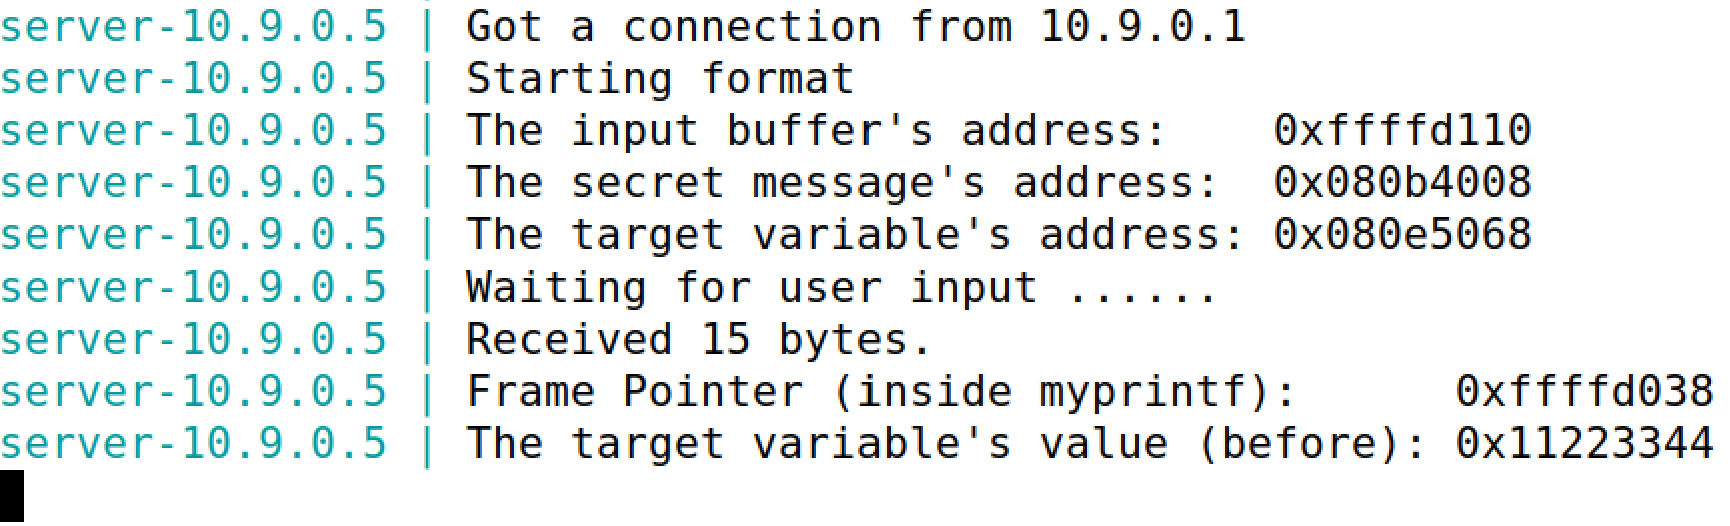 server-10.9.0.5 | Got a connection from 10.9.0.1
server-10.9.0.5 | Starting format
server-10.9.0.5 | The input buffer's address:    0xffffd110
server-10.9.0.5 | The secret message's address:  0x080b4008
server-10.9.0.5 | The target variable's address: 0x080e5068
server-10.9.0.5 | Waiting for user input ......
server-10.9.0.5 | Received 15 bytes.
server-10.9.0.5 | Frame Pointer (inside myprintf):      0xffffd038
server-10.9.0.5 | The target variable's value (before): 0x11223344